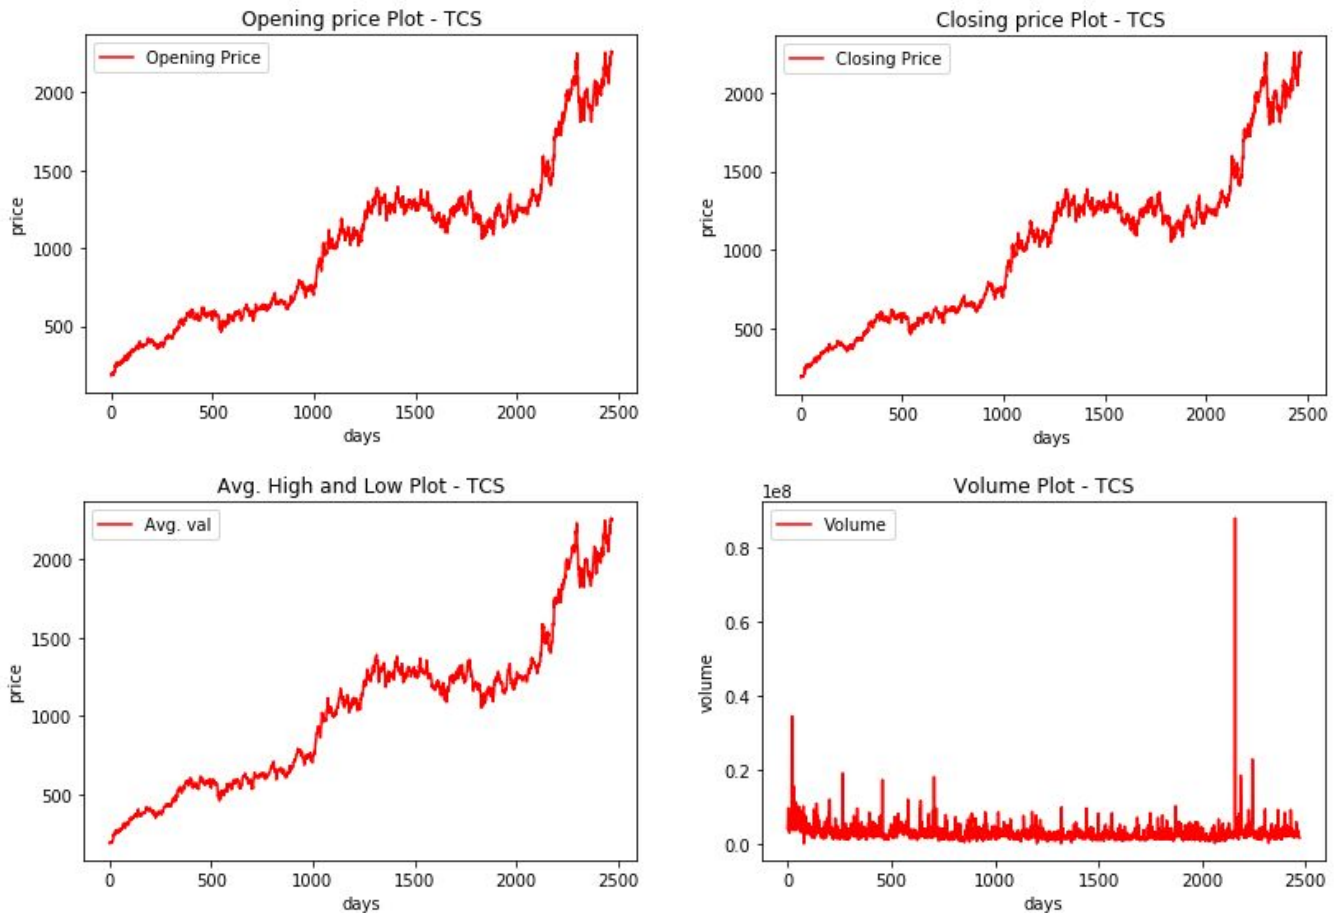 Opening price Plot - TCS
Opening Price
2000
1500
1000
500
price
0 500 1000 1500 2000 2500
days
Closing price Plot - TCS
Closing Price
2000
1500
1000
500
price
0 500 1000 1500 2000 2500
days
Avg. High and Low Plot - TCS
Avg. val
2000
1500
1000
500
price
0 500 1000 1500 2000 2500
days
Volume Plot - TCS
1e8
Volume
0.8
0.6
0.4
0.2
0.0
volume
0 500 1000 1500 2000 2500
days